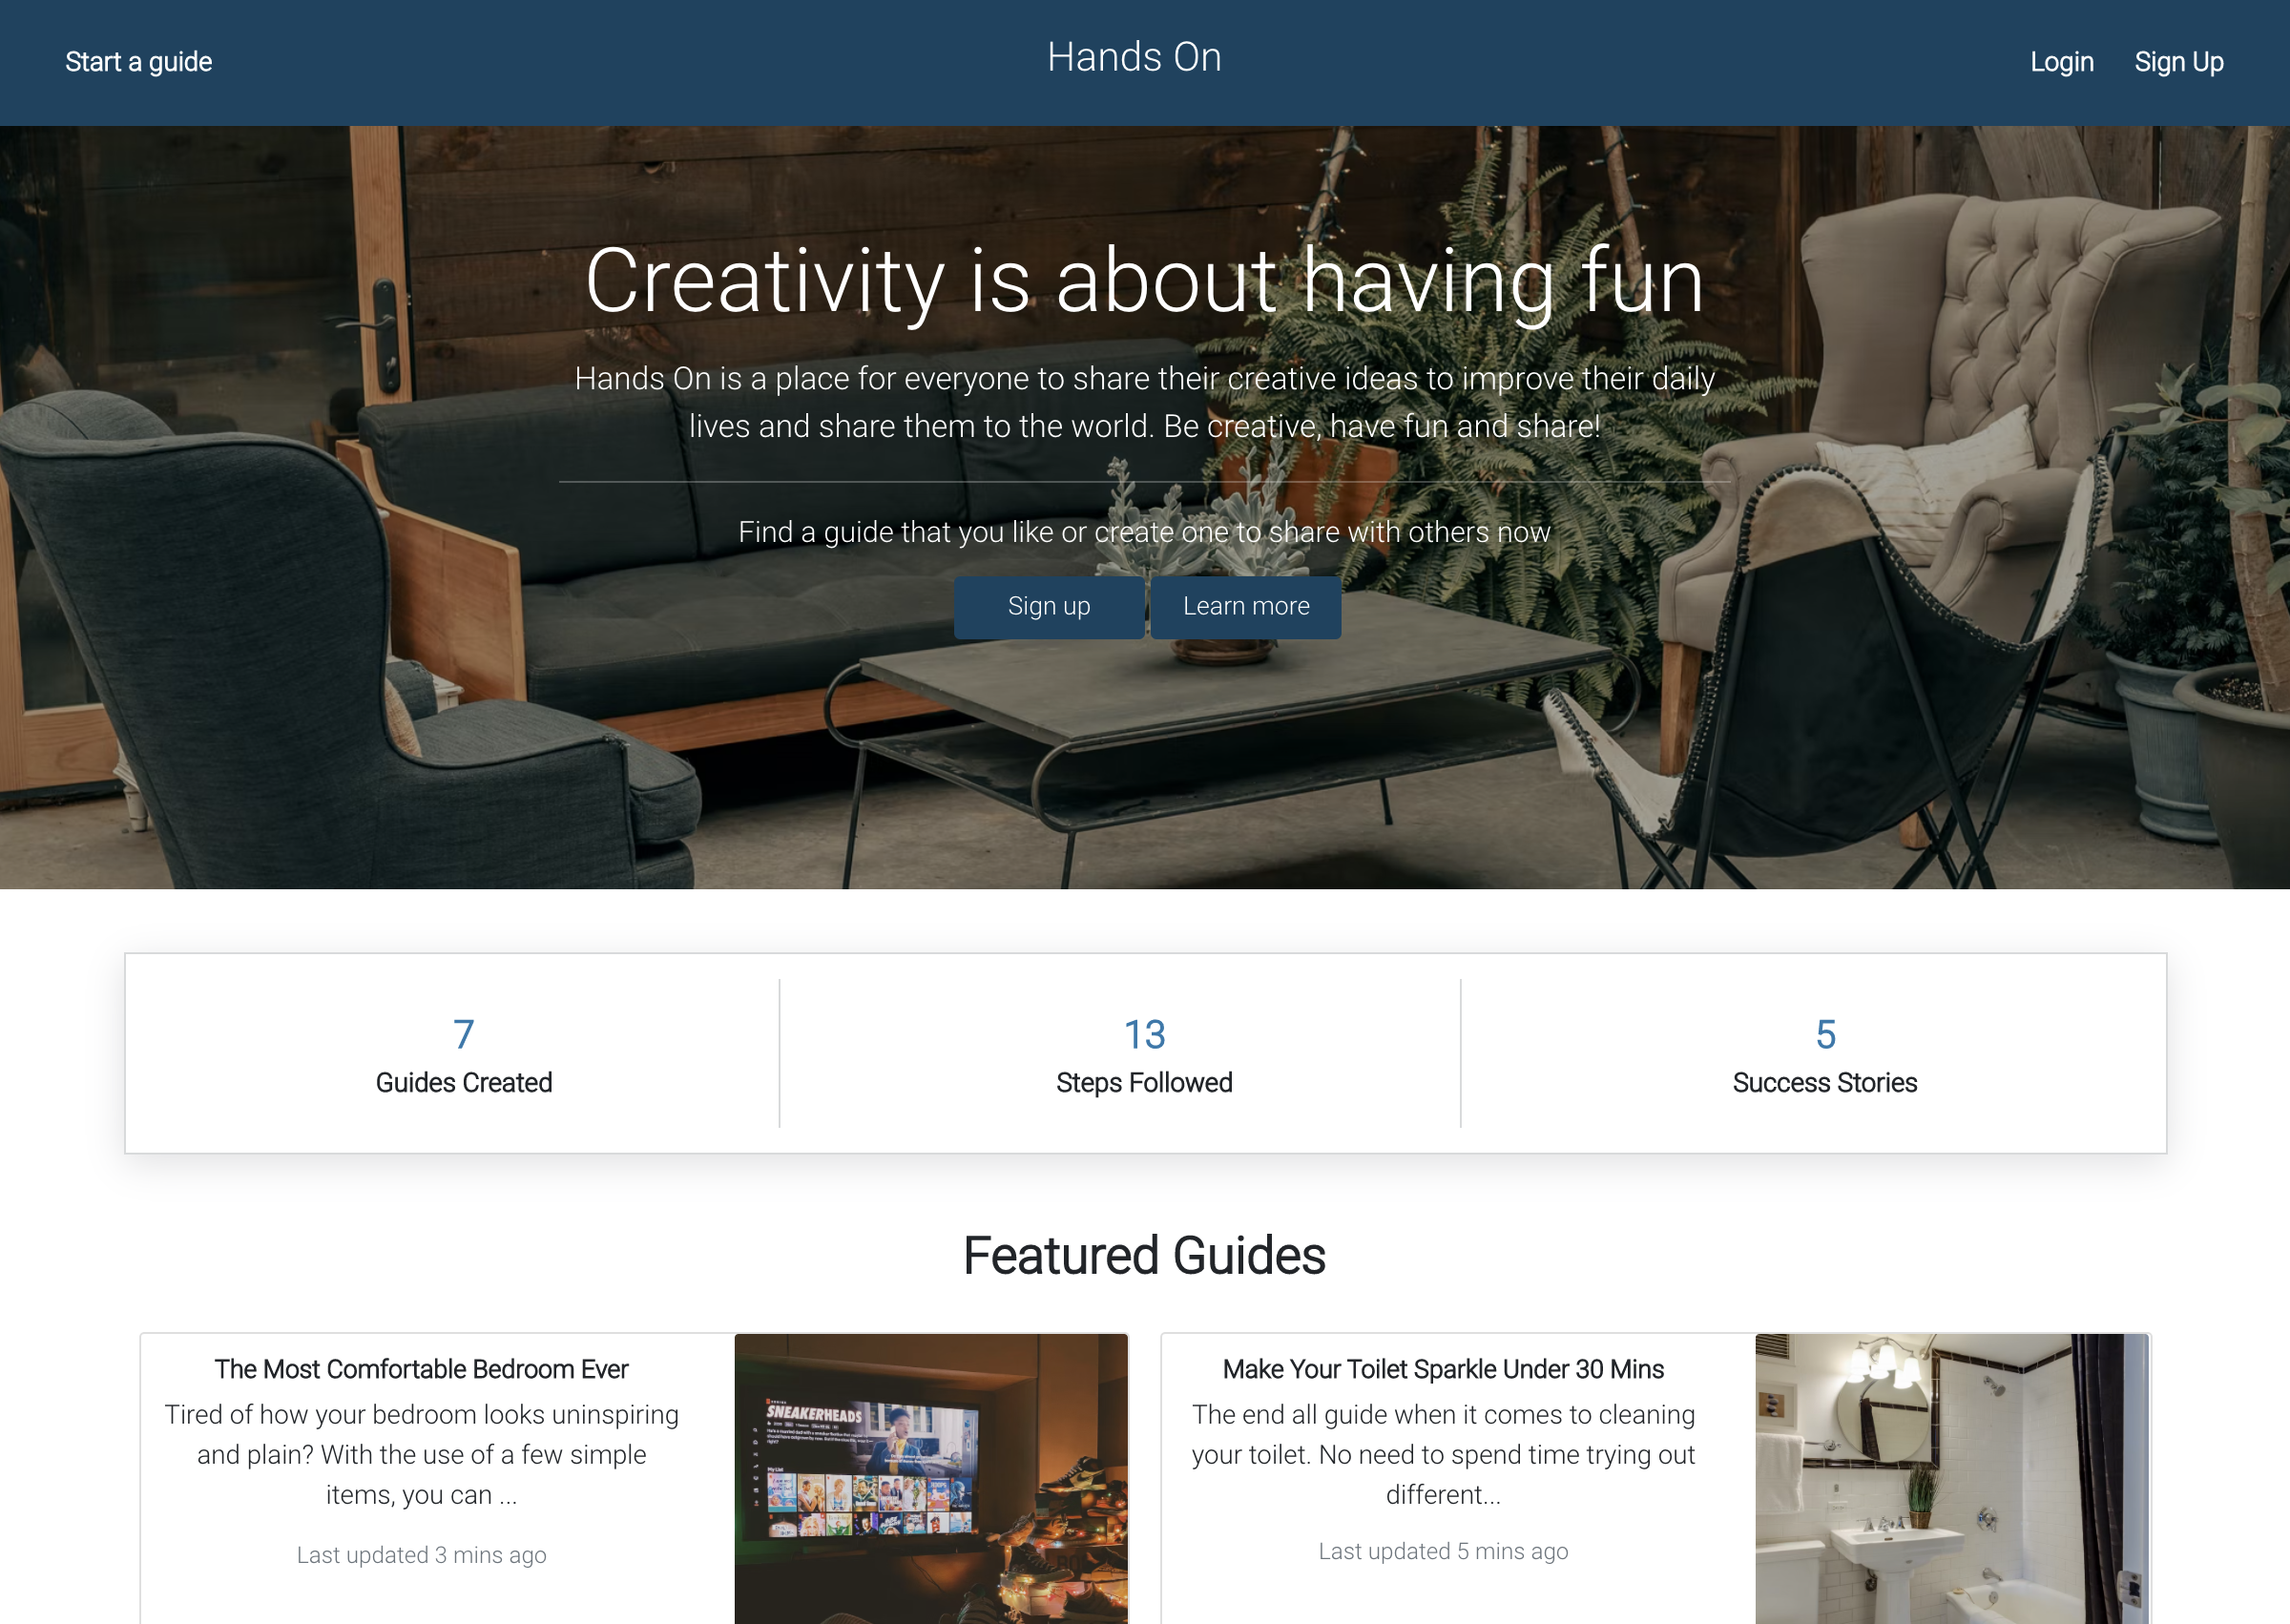 Start a guide
Hands On
Login
Sign Up
Creativity is about having fun
Hands On is a place for everyone to share their creative ideas to improve their daily
lives and share them to the world. Be creative, have fun and share!
Find a guide that you like or create one to share with others now
Sign up
Learn more
7
Guides Created
13
Steps Followed
5
Success Stories
Featured Guides
The Most Comfortable Bedroom Ever
Tired of how your bedroom looks uninspiring
and plain? With the use of a few simple
items, you can ...
Last updated 3 mins ago
SNEAKERHEADS
My List
Make Your Toilet Sparkle Under 30 Mins
The end all guide when it comes to cleaning
your toilet. No need to spend time trying out
different...
Last updated 5 mins ago